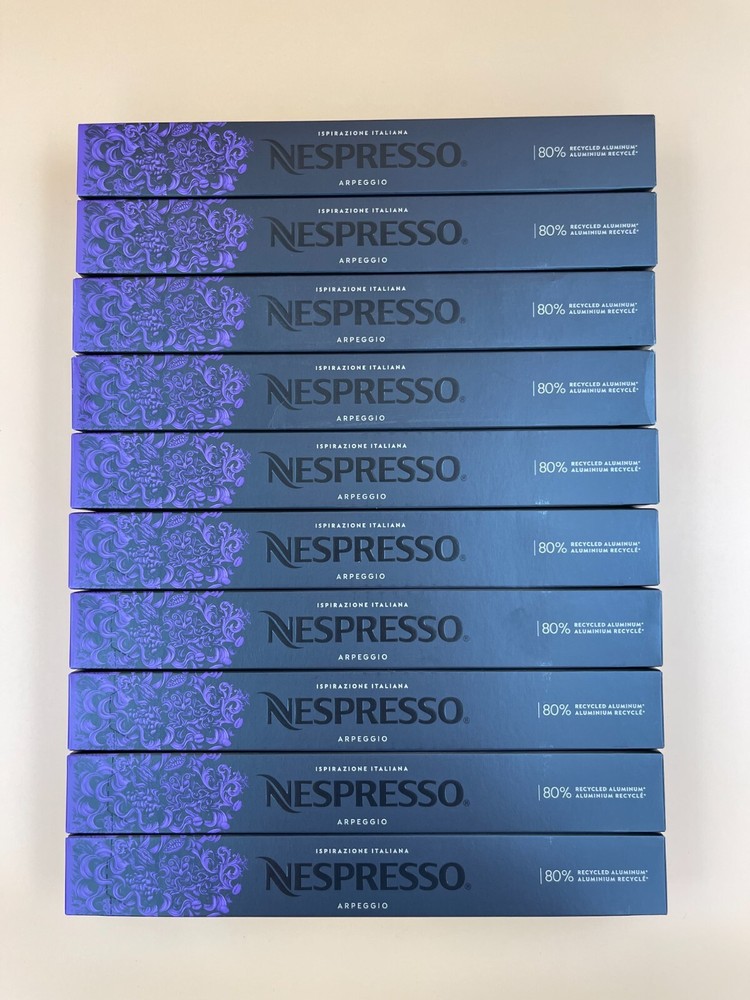 ISPIRAZIONE ITALIANA
NESPRESSO®
ARPEGGIO
80% RECYCLED ALUMINUM*
ALUMINIUM RECYCLÉ*
ISPIRAZIONE ITALIANA
NESPRESSO®
ARPEGGIO
80% RECYCLED ALUMINUM*
ALUMINIUM RECYCLÉ*
ISPIRAZIONE ITALIANA
NESPRESSO®
ARPEGGIO
80% RECYCLED ALUMINUM*
ALUMINIUM RECYCLÉ*
ISPIRAZIONE ITALIANA
NESPRESSO®
ARPEGGIO
80% RECYCLED ALUMINUM*
ALUMINIUM RECYCLÉ*
ISPIRAZIONE ITALIANA
NESPRESSO®
ARPEGGIO
80% RECYCLED ALUMINUM*
ALUMINIUM RECYCLÉ*
ISPIRAZIONE ITALIANA
NESPRESSO®
ARPEGGIO
80% RECYCLED ALUMINUM*
ALUMINIUM RECYCLÉ*
ISPIRAZIONE ITALIANA
NESPRESSO®
ARPEGGIO
80% RECYCLED ALUMINUM*
ALUMINIUM RECYCLÉ*
ISPIRAZIONE ITALIANA
NESPRESSO®
ARPEGGIO
80% RECYCLED ALUMINUM*
ALUMINIUM RECYCLÉ*
ISPIRAZIONE ITALIANA
NESPRESSO®
ARPEGGIO
80% RECYCLED ALUMINUM*
ALUMINIUM RECYCLÉ*
ISPIRAZIONE ITALIANA
NESPRESSO®
ARPEGGIO
80% RECYCLED ALUMINUM*
ALUMINIUM RECYCLÉ*